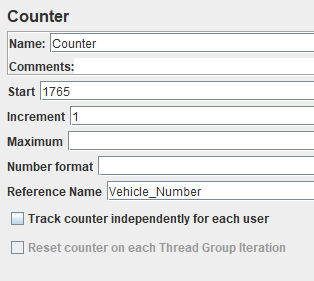 Counter
Name: Counter
Comments:
Start 1765
Increment 1
Maximum
Number format
Reference Name Vehicle_Number
Track counter independently for each user
Reset counter on each Thread Group Iteration